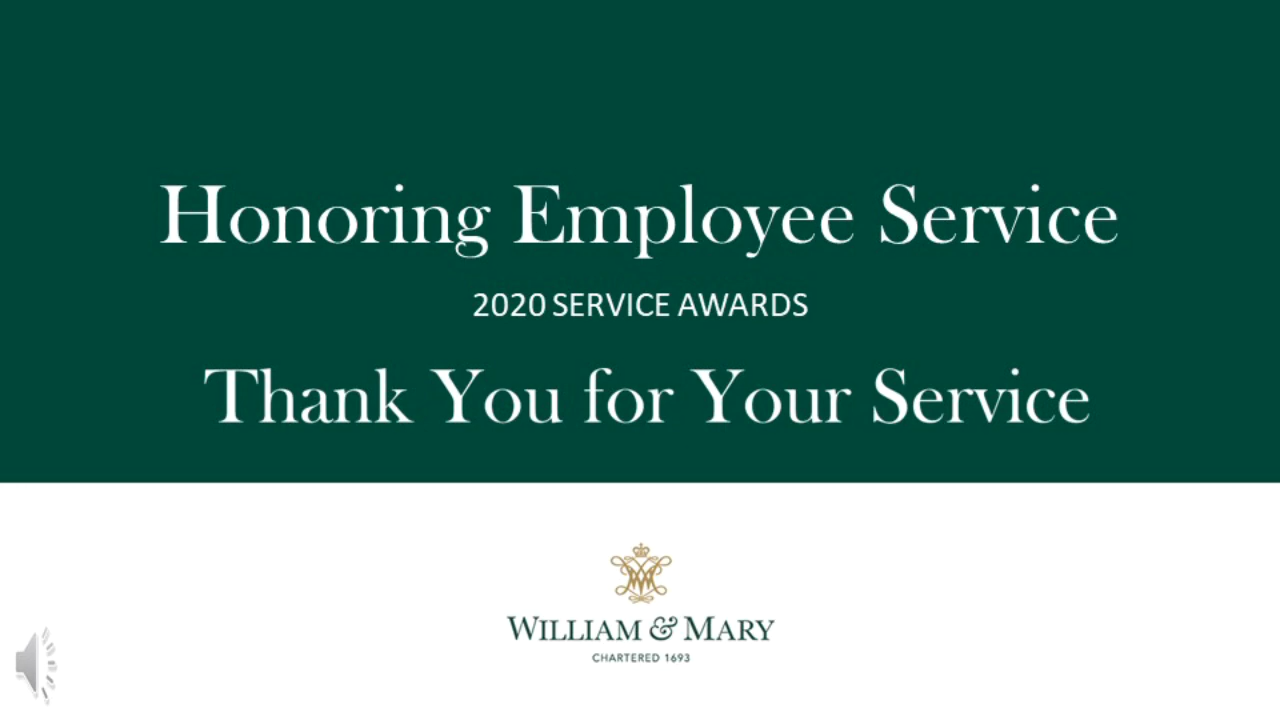 Honoring Employee Service
2020 SERVICE AWARDS
Thank You for Your Service
WILLIAM & MARY
CHARTERED 1693